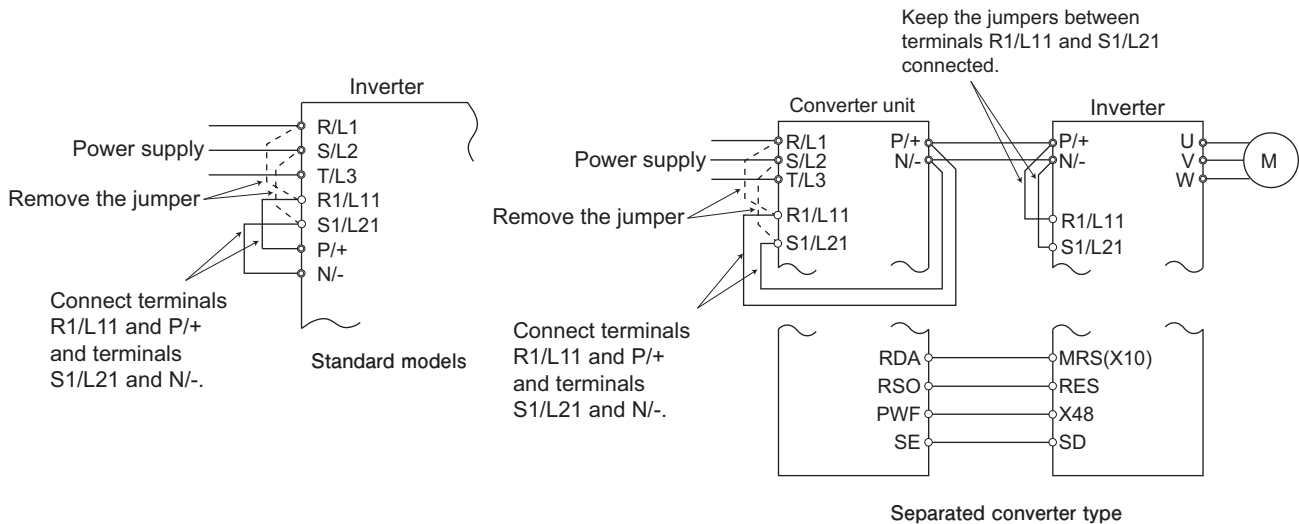 Inverter
Power supply
R/L1
S/L2
T/L3
Remove the jumper
R1/L11
S1/L21
P/+
N/-
Connect terminals
R1/L11 and P/+
and terminals
S1/L21 and N/-.
Standard models
Keep the jumpers between
terminals R1/L11 and S1/L21
connected.
Converter unit
Inverter
Power supply
R/L1
S/L2
T/L3
Remove the jumper
R1/L11
S1/L21
P/+
N/-
P/+
N/-
R1/L11
S1/L21
U
V
W
M
Connect terminals
R1/L11 and P/+
and terminals
S1/L21 and N/-.
RDA
RSO
PWF
SE
MRS(X10)
RES
X48
SD
Separated converter type